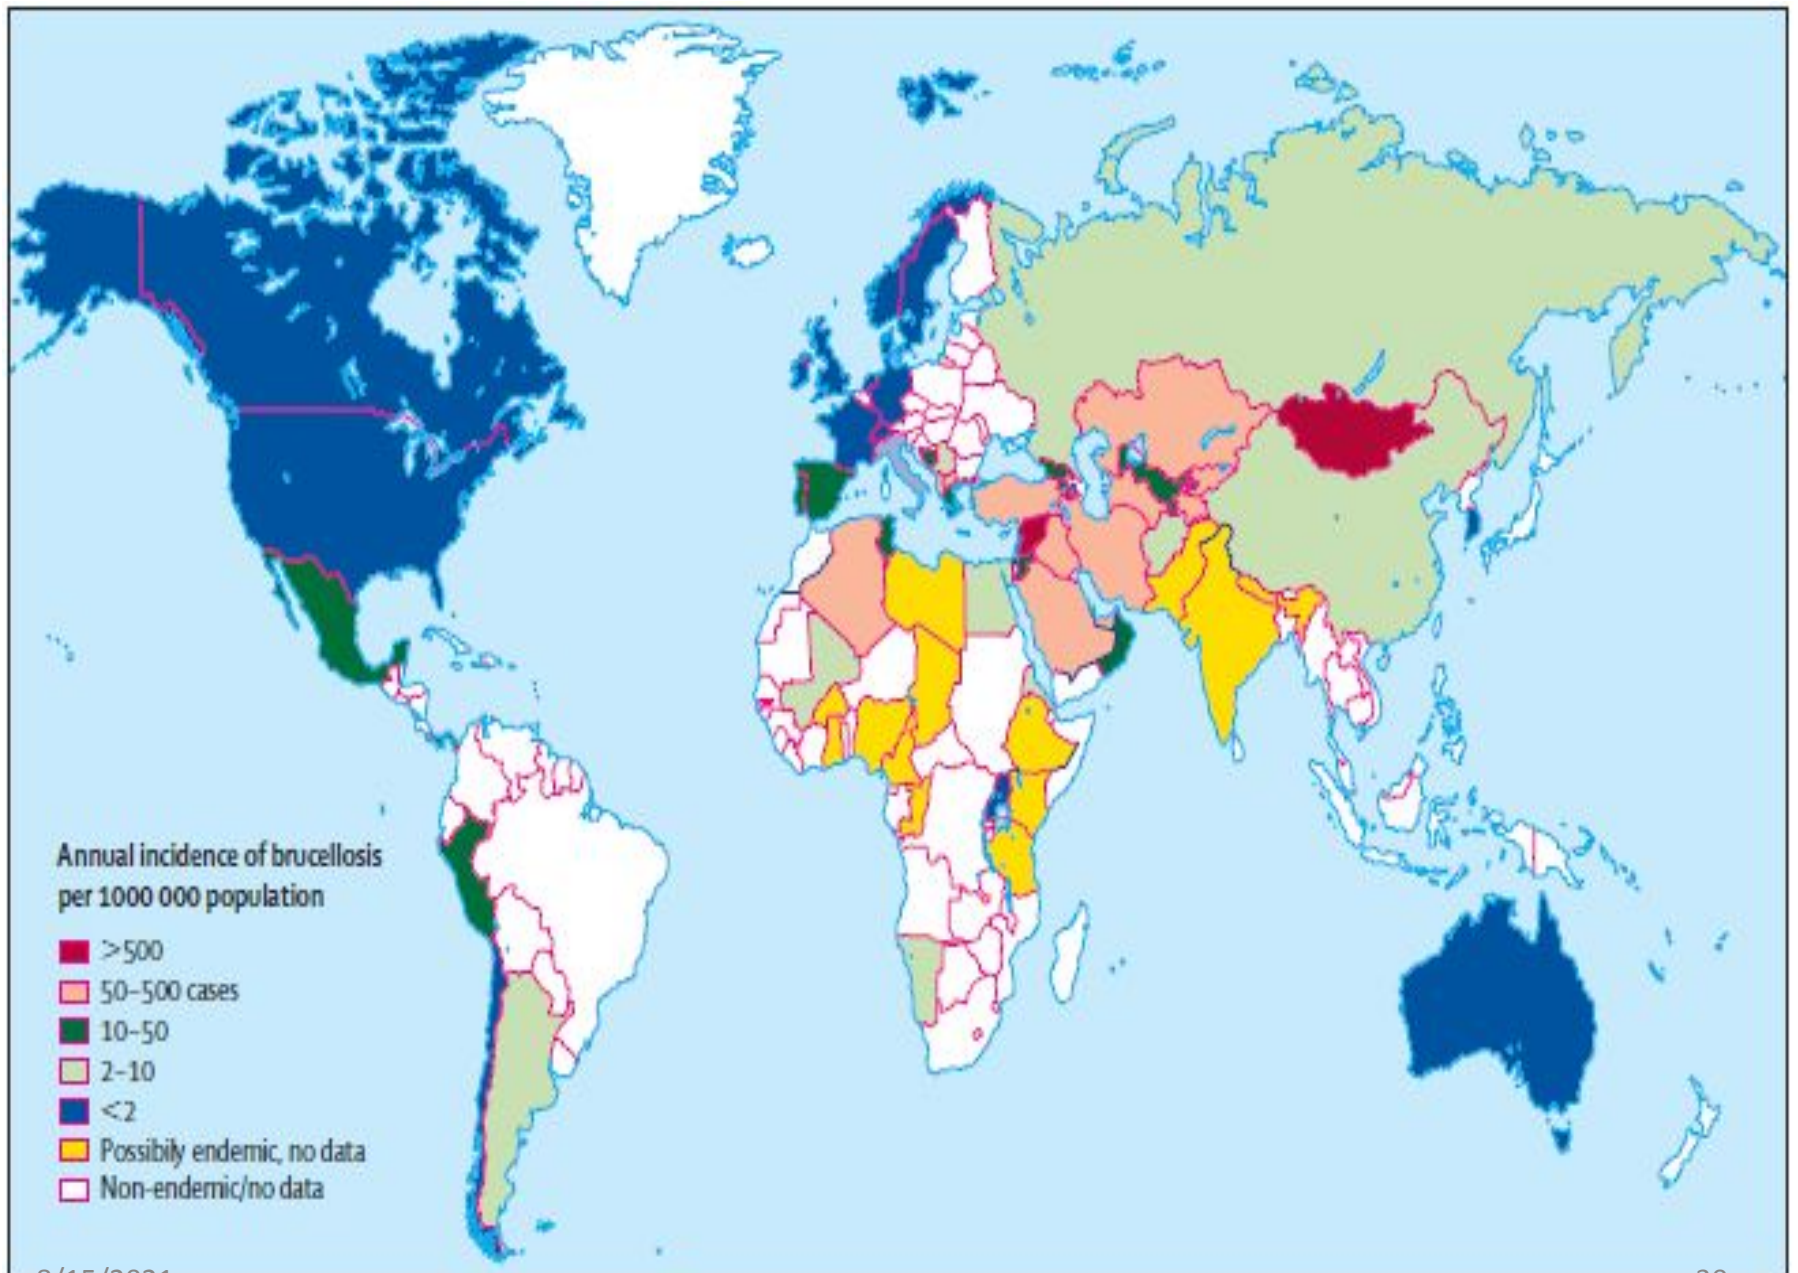 Annual incidence of brucellosis
per 1000 000 population
>500
50–500 cases
10–50
2–10
<2
Possibily endemic, no data
Non-endemic/no data